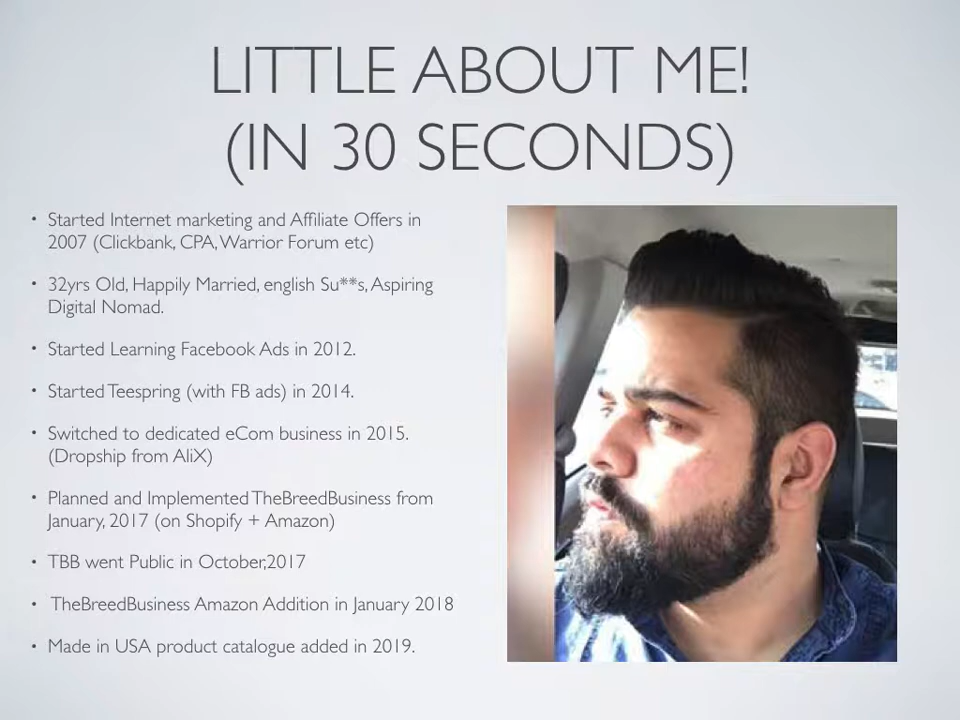 LITTLE ABOUT ME!
(IN 30 SECONDS)
• Started Internet marketing and Affiliate Offers in
2007 (Clickbank, CPA, Warrior Forum etc)
• 32yrs Old, Happily Married, english Su**s, Aspiring
Digital Nomad.
• Started Learning Facebook Ads in 2012.
• Started Teespring (with FB ads) in 2014.
• Switched to dedicated eCom business in 2015.
(Dropship from AliX)
• Planned and Implemented TheBreedBusiness from
January, 2017 (on Shopify + Amazon)
• TBB went Public in October,2017
• TheBreedBusiness Amazon Addition in January 2018
• Made in USA product catalogue added in 2019.